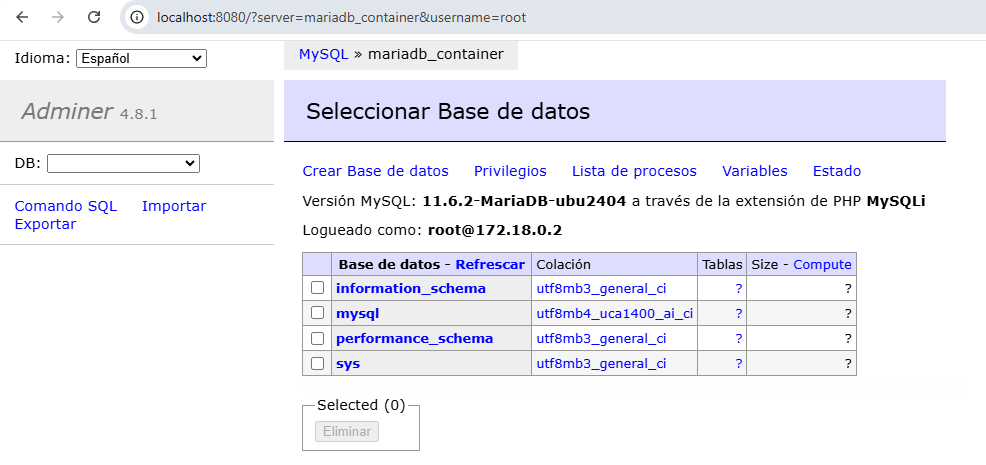 localhost:8080/?server=mariadb_container&username=root
Idioma: Español
MySQL » mariadb_container
Adminer 4.8.1
Seleccionar Base de datos
DB:
Crear Base de datos Privilegios Lista de procesos Variables Estado
Comando SQL Importar
Exportar
Versión MySQL: 11.6.2-MariaDB-ubu2404 a través de la extensión de PHP MySQLi
Logueado como: root@172.18.0.2
Base de datos - Refrescar Colación Tablas Size - Compute
information_schema utf8mb3_general_ci ? ?
mysql utf8mb4_uca1400_ai_ci ? ?
performance_schema utf8mb3_general_ci ? ?
sys utf8mb3_general_ci ? ?
Selected (0)
Eliminar